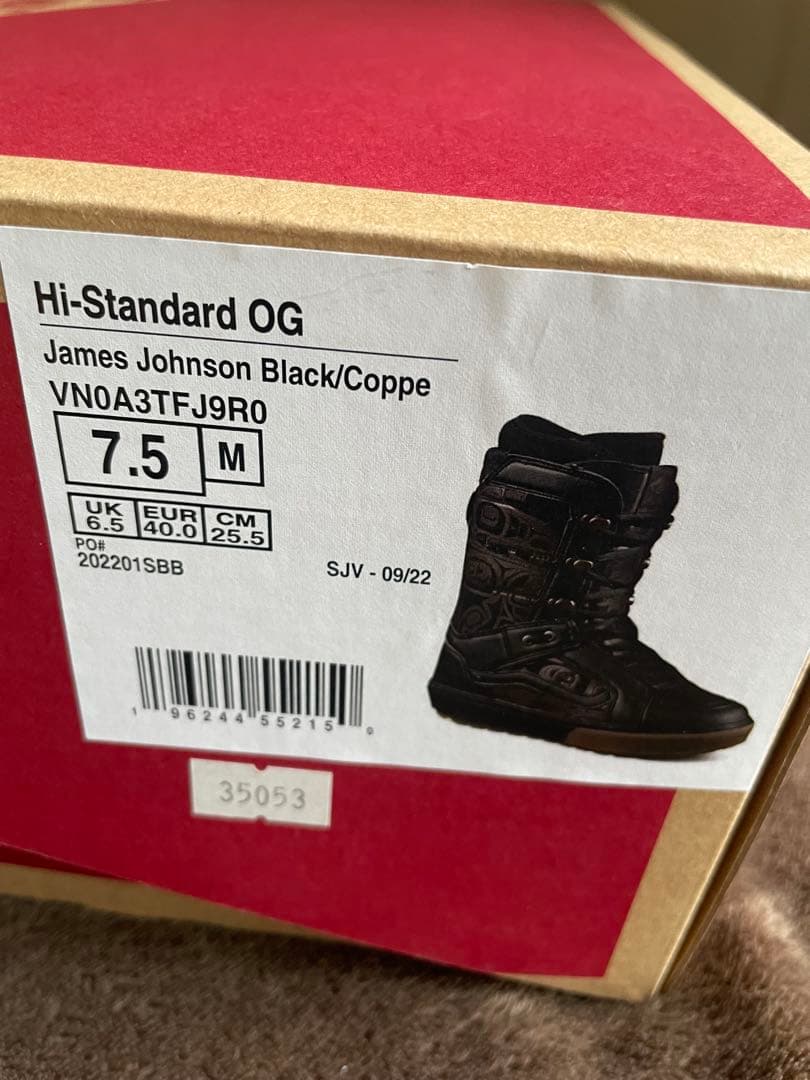 Hi-Standard OG
James Johnson Black/Coppe
VN0A3TFJ9R0
7.5 M
UK 6.5 EUR 40.0 CM 25.5
PO#
202201SBB
SJV - 09/22
1 96244 55215 0
35053